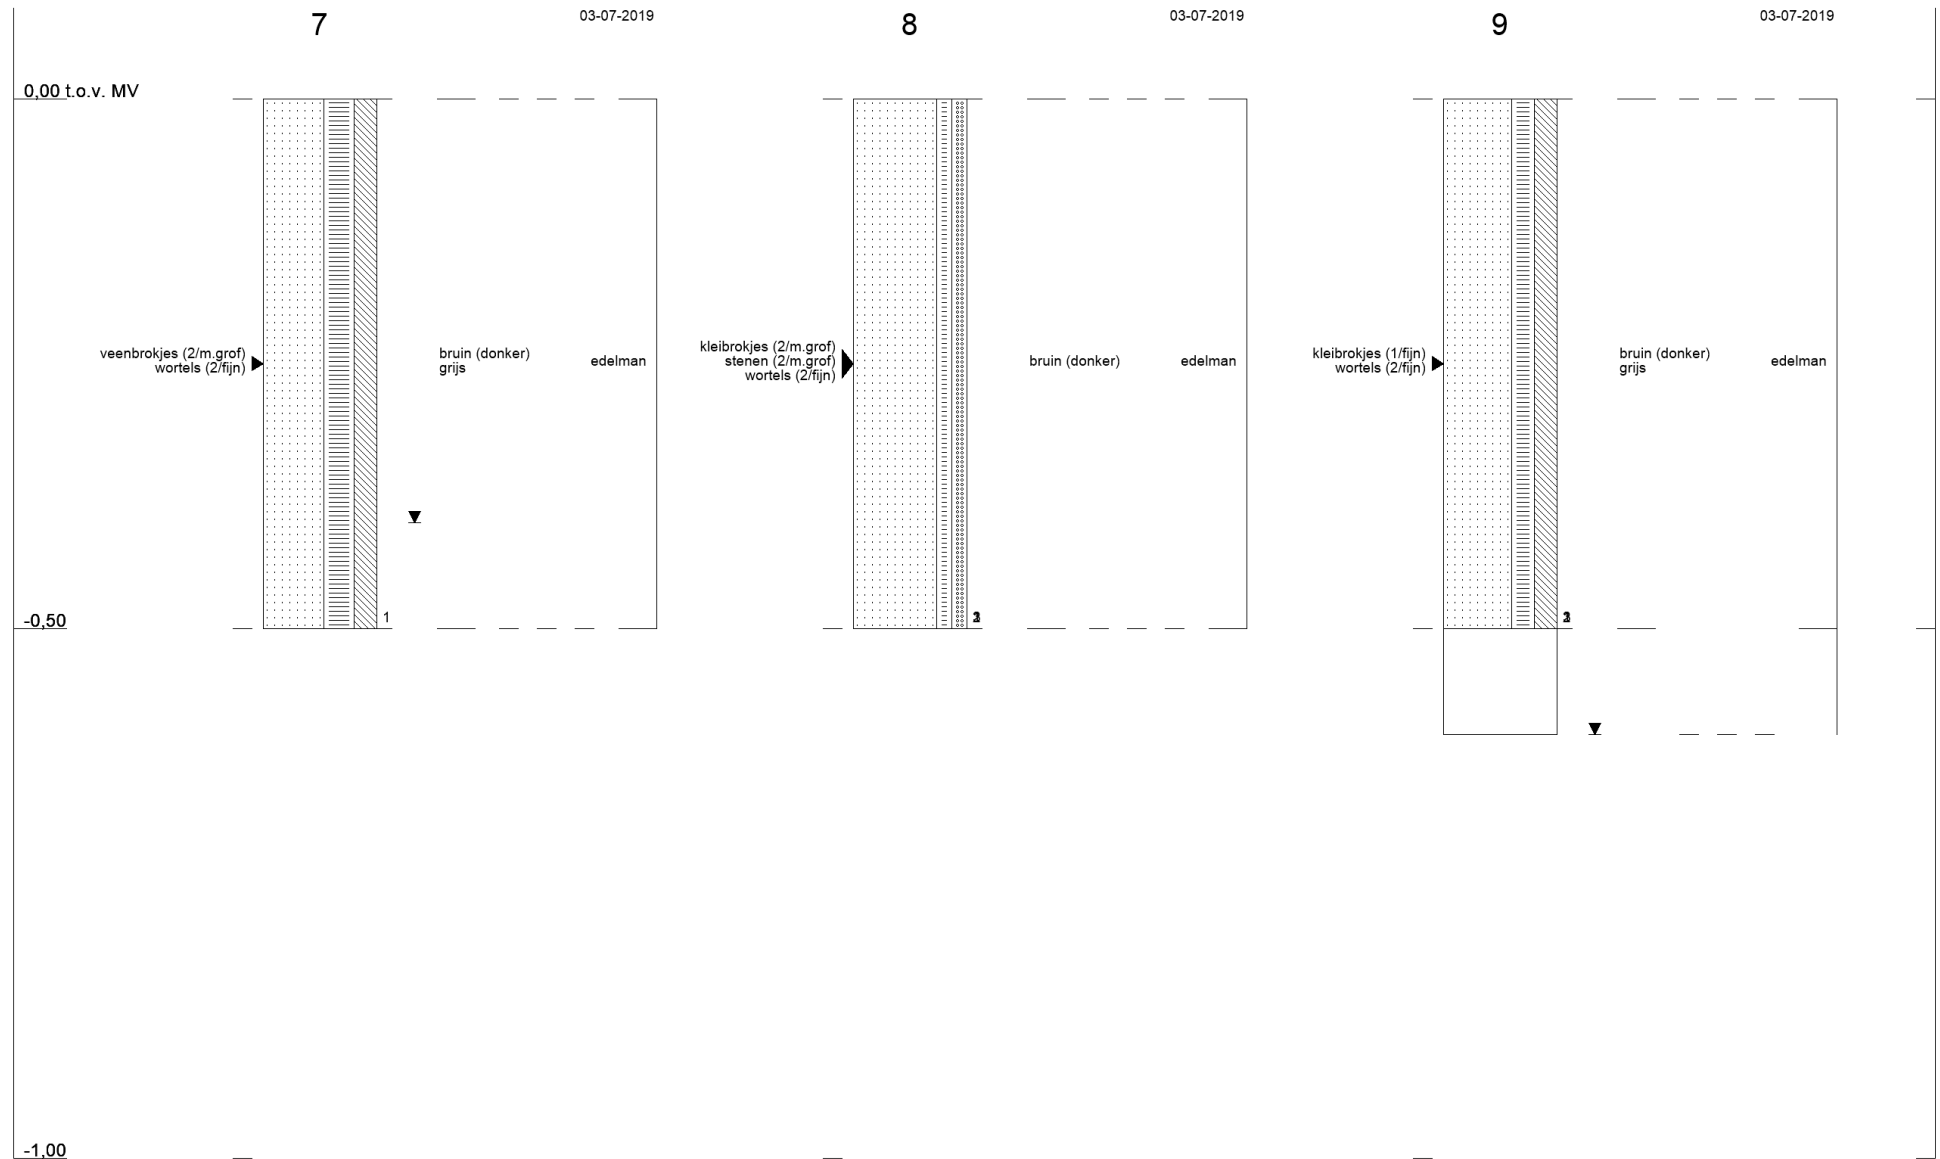 7
03-07-2019
8
03-07-2019
9
03-07-2019
0,00 t.o.v. MV
veenbrokjes (2/m.grof)
wortels (2/fijn)
bruin (donker)
grijs
edelman
kleibrokjes (2/m.grof)
stenen (2/m.grof)
wortels (2/fijn)
bruin (donker)
edelman
kleibrokjes (1/fijn)
wortels (2/fijn)
bruin (donker)
grijs
edelman
-0,50
1
-1,00